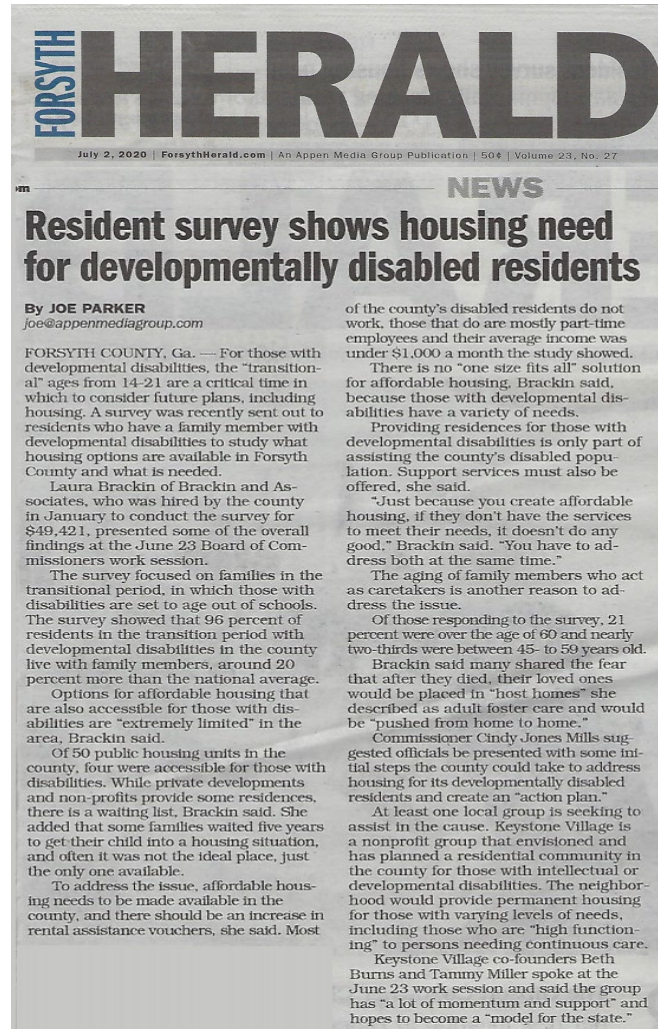 FORSYTH
HERALD
July 2, 2020 | ForsythHerald.com | An Appen Media Group Publication | 50¢ | Volume 23, No. 27
om
NEWS
Resident survey shows housing need
for developmentally disabled residents
By JOE PARKER
joe@appenmediagroup.com
FORSYTH COUNTY, Ga. — For those with
developmental disabilities, the “transition-
al” ages from 14-21 are a critical time in
which to consider future plans, including
housing. A survey was recently sent out to
residents who have a family member with
developmental disabilities to study what
housing options are available in Forsyth
County and what is needed.
Laura Brackin of Brackin and As-
sociates, who was hired by the county
in January to conduct the survey for
$49,421, presented some of the overall
findings at the June 23 Board of Com-
missioners work session.
The survey focused on families in the
transitional period, in which those with
disabilities are set to age out of schools.
The survey showed that 96 percent of
residents in the transition period with
developmental disabilities in the county
live with family members, around 20
percent more than the national average.
Options for affordable housing that
are also accessible for those with dis-
abilities are “extremely limited” in the
area, Brackin said.
Of 50 public housing units in the
county, four were accessible for those with
disabilities. While private developments
and non-profits provide some residences,
there is a waiting list, Brackin said. She
added that some families waited five years
to get their child into a housing situation,
and often it was not the ideal place, just
the only one available.
To address the issue, affordable hous-
ing needs to be made available in the
county, and there should be an increase in
rental assistance vouchers, she said. Most
of the county’s disabled residents do not
work, those that do are mostly part-time
employees and their average income was
under $1,000 a month the study showed.
There is no “one size fits all” solution
for affordable housing, Brackin said,
because those with developmental dis-
abilities have a variety of needs.
Providing residences for those with
developmental disabilities is only part of
assisting the county’s disabled popu-
lation. Support services must also be
offered, she said.
“Just because you create affordable
housing, if they don’t have the services
to meet their needs, it doesn’t do any
good,” Brackin said. “You have to ad-
dress both at the same time.”
The aging of family members who act
as caretakers is another reason to ad-
dress the issue.
Of those responding to the survey, 21
percent were over the age of 60 and nearly
two-thirds were between 45- to 59 years old.
Brackin said many shared the fear
that after they died, their loved ones
would be placed in “host homes” she
described as adult foster care and would
be “pushed from home to home.”
Commissioner Cindy Jones Mills sug-
gested officials be presented with some ini-
tial steps the county could take to address
housing for its developmentally disabled
residents and create an “action plan.”
At least one local group is seeking to
assist in the cause. Keystone Village is
a nonprofit group that envisioned and
has planned a residential community in
the county for those with intellectual or
developmental disabilities. The neighbor-
hood would provide permanent housing
for those with varying levels of needs,
including those who are “high function-
ing” to persons needing continuous care.
Keystone Village co-founders Beth
Burns and Tammy Miller spoke at the
June 23 work session and said the group
has “a lot of momentum and support” and
hopes to become a “model for the state.”